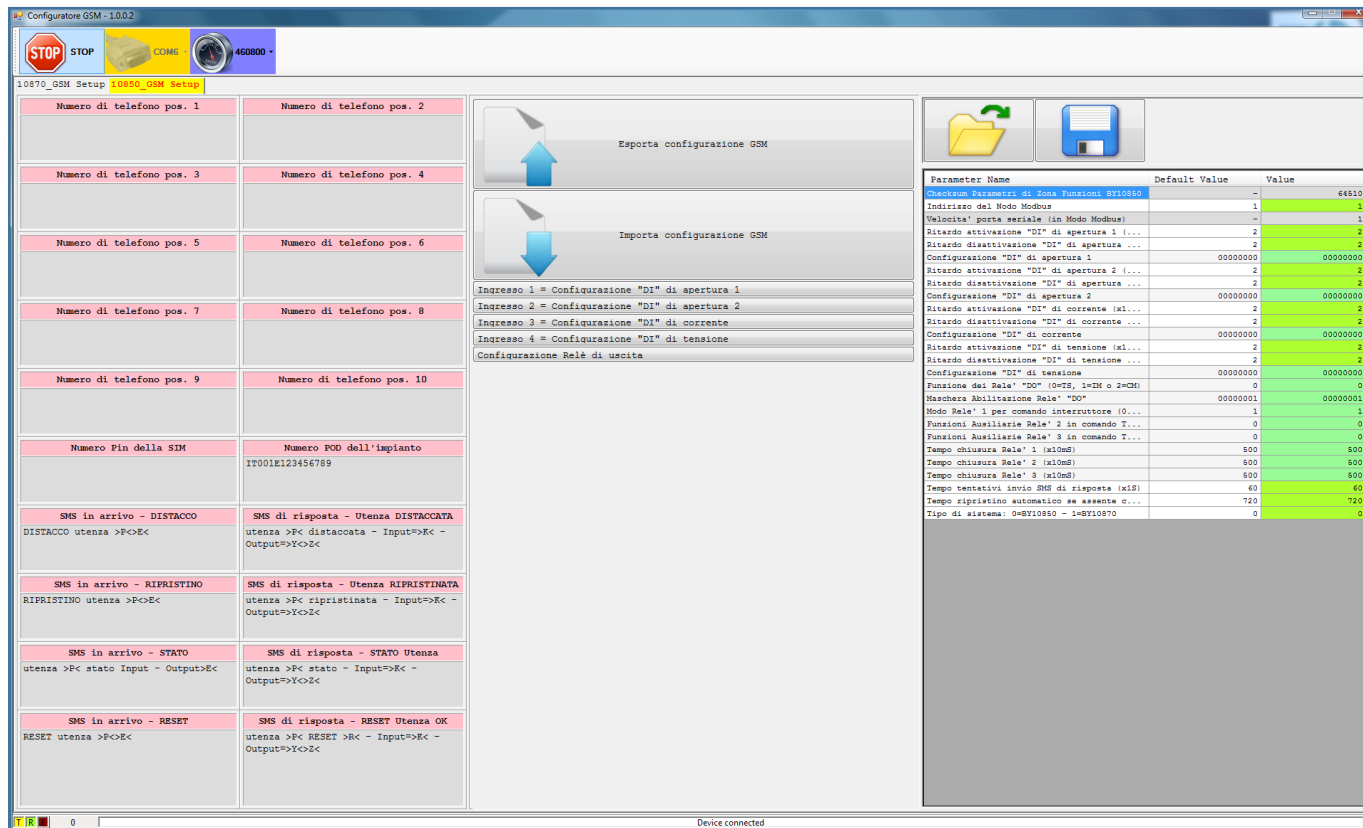 Configuratore GSM - 1.0.0.2
STOP STOP COM6 460800
10870_GSM Setup 10850_GSM Setup
Numero di telefono pos. 1 Numero di telefono pos. 2
Numero di telefono pos. 3 Numero di telefono pos. 4
Numero di telefono pos. 5 Numero di telefono pos. 6
Numero di telefono pos. 7 Numero di telefono pos. 8
Numero di telefono pos. 9 Numero di telefono pos. 10
Numero Pin della SIM Numero POD dell'impianto
IT001E123456789
SMS in arrivo - DISTACCO SMS di risposta - Utenza DISTACCATA
DISTACCO utenza >P<>E< utenza >P< distaccata - Input=>K< -
Output=>Y<>Z<
SMS in arrivo - RIPRISTINO SMS di risposta - Utenza RIPRISTINATA
RIPRISTINO utenza >P<>E< utenza >P< ripristinata - Input=>K< -
Output=>Y<>Z<
SMS in arrivo - STATO SMS di risposta - STATO Utenza
utenza >P< stato Input - Output>E< utenza >P< stato - Input=>K< -
Output=>Y<>Z<
SMS in arrivo - RESET SMS di risposta - RESET Utenza OK
RESET utenza >P<>E< utenza >P< RESET >R< - Input=>K< -
Output=>Y<>Z<
Esporta configurazione GSM
Importa configurazione GSM
Ingresso 1 = Configurazione "DI" di apertura 1
Ingresso 2 = Configurazione "DI" di apertura 2
Ingresso 3 = Configurazione "DI" di corrente
Ingresso 4 = Configurazione "DI" di tensione
Configurazione Relè di uscita
Parameter Name Default Value Value
Checksum Parametri di Zona Funzioni BY10850 - 64510
Indirizzo del Nodo Modbus 1 1
Velocita' porta seriale (in Modo Modbus) - 1
Ritardo attivazione "DI" di apertura 1 (... 2 2
Ritardo disattivazione "DI" di apertura ... 2 2
Configurazione "DI" di apertura 1 00000000 00000000
Ritardo attivazione "DI" di apertura 2 (... 2 2
Ritardo disattivazione "DI" di apertura ... 2 2
Configurazione "DI" di apertura 2 00000000 00000000
Ritardo attivazione "DI" di corrente (x1... 2 2
Ritardo disattivazione "DI" di corrente ... 2 2
Configurazione "DI" di corrente 00000000 00000000
Ritardo attivazione "DI" di tensione (x1... 2 2
Ritardo disattivazione "DI" di tensione ... 2 2
Configurazione "DI" di tensione 00000000 00000000
Funzione dei Rele' "DO" (0=TS, 1=IM o 2=CM) 0 0
Maschera Abilitazione Rele' "DO" 00000001 00000001
Modo Rele' 1 per comando interruttore (0... 1 1
Funzioni Ausiliarie Rele' 2 in comando T... 0 0
Funzioni Ausiliarie Rele' 3 in comando T... 0 0
Tempo chiusura Rele' 1 (x10mS) 500 500
Tempo chiusura Rele' 2 (x10mS) 500 500
Tempo chiusura Rele' 3 (x10mS) 500 500
Tempo tentativi invio SMS di risposta (x1S) 60 60
Tempo ripristino automatico se assente c... 720 720
Tipo di sistema: 0=BY10850 - 1=BY10870 0 0
T R 0 Device connected